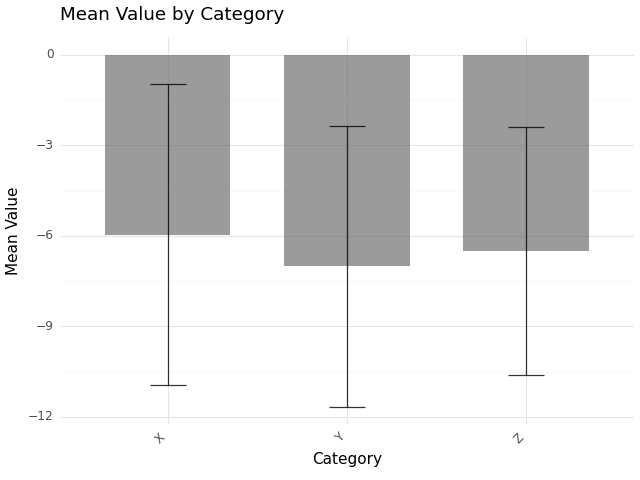 Mean Value by Category
0
−3
−6
−9
−12
Mean Value
X
Y
Z
Category